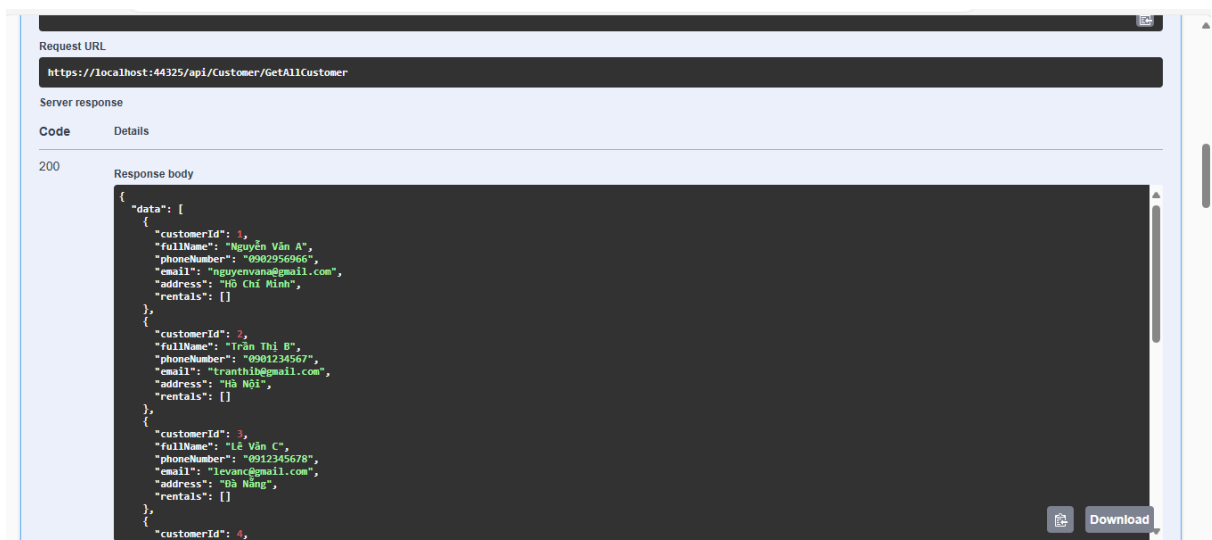 Request URL
https://localhost:44325/api/Customer/GetAllCustomer
Server response
Code Details
200
Response body
{
"data": [
{
"customerId": 1,
"fullName": "Nguyễn Văn A",
"phoneNumber": "0902956966",
"email": "nguyenvana@gmail.com",
"address": "Hồ Chí Minh",
"rentals": []
},
{
"customerId": 2,
"fullName": "Trần Thị B",
"phoneNumber": "0901234567",
"email": "tranthib@gmail.com",
"address": "Hà Nội",
"rentals": []
},
{
"customerId": 3,
"fullName": "Lê Văn C",
"phoneNumber": "0912345678",
"email": "levanc@gmail.com",
"address": "Đà Nẵng",
"rentals": []
},
{
"customerId": 4,
Download